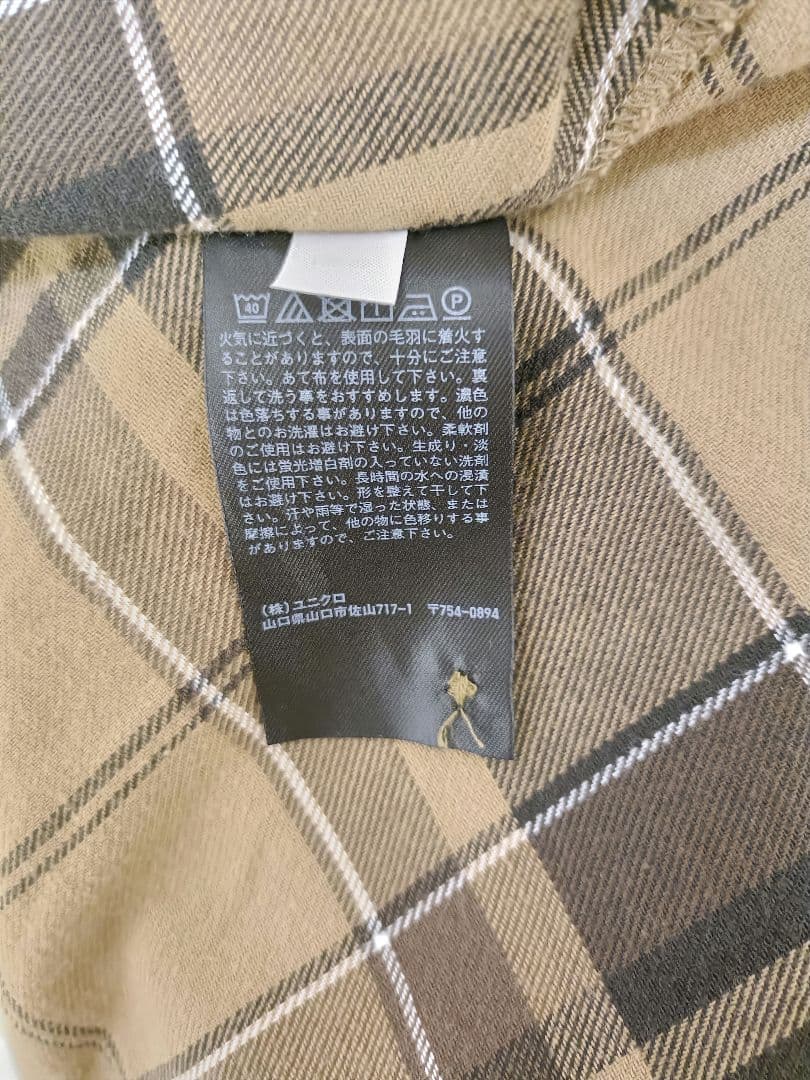 40 P
火気に近づくと、表面の毛羽に着火す
ることがありますので、十分にご注意
下さい。あて布を使用して下さい。裏
返して洗う事をおすすめします。濃色
は色落ちする事がありますので、他の
物とのお洗濯はお避け下さい。柔軟剤
のご使用はお避け下さい。生成り・淡
色には蛍光増白剤の入っていない洗剤
をご使用下さい。長時間の水への浸漬
はお避け下さい。形を整えて干して下
さい。汗や雨等で湿った状態、または
摩擦によって、他の物に色移りする事
がありますので、ご注意下さい。
(株)ユニクロ
山口県山口市佐山717-1 〒754-0894